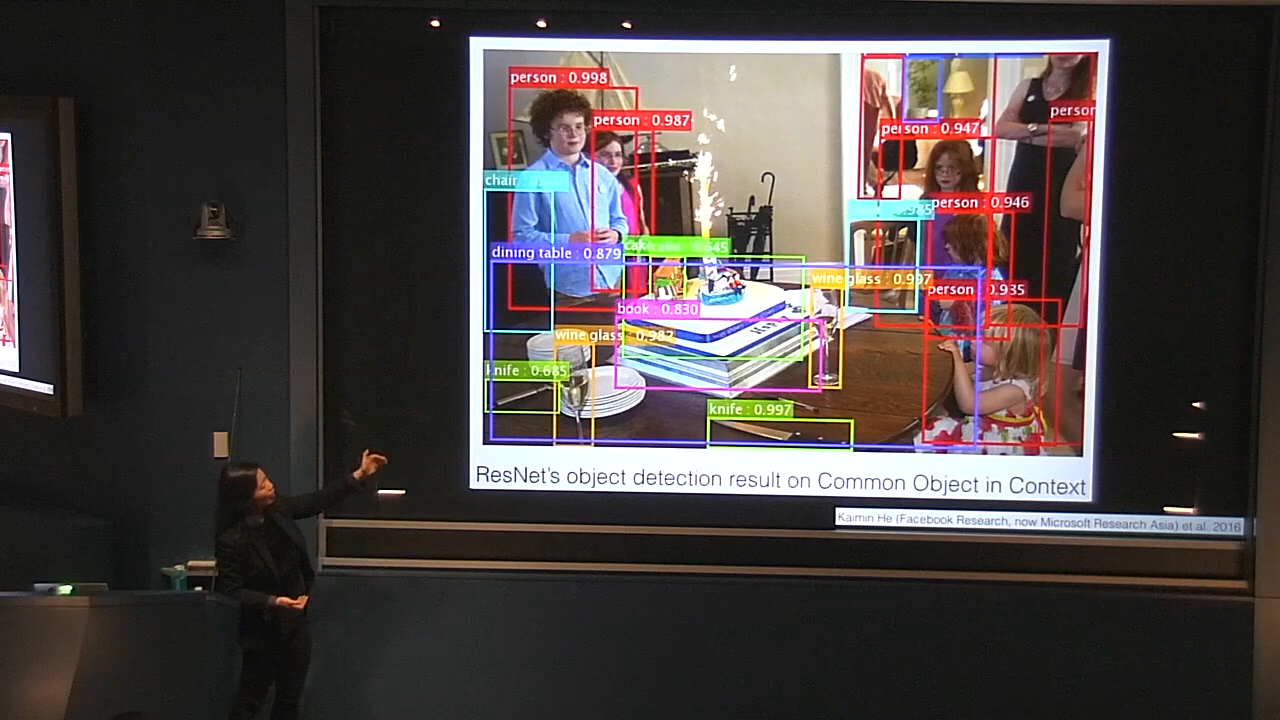 person : 0.998
person : 0.987
person
person : 0.947
chair
person : 0.946
dining table : 0.879
wine glass : 0.997
person : 0.935
book : 0.830
wine glass : 0.982
knife : 0.685
knife : 0.997
ResNet's object detection result on Common Object in Context
Kaimin He (Facebook Research, now Microsoft Research Asia) et al. 2016